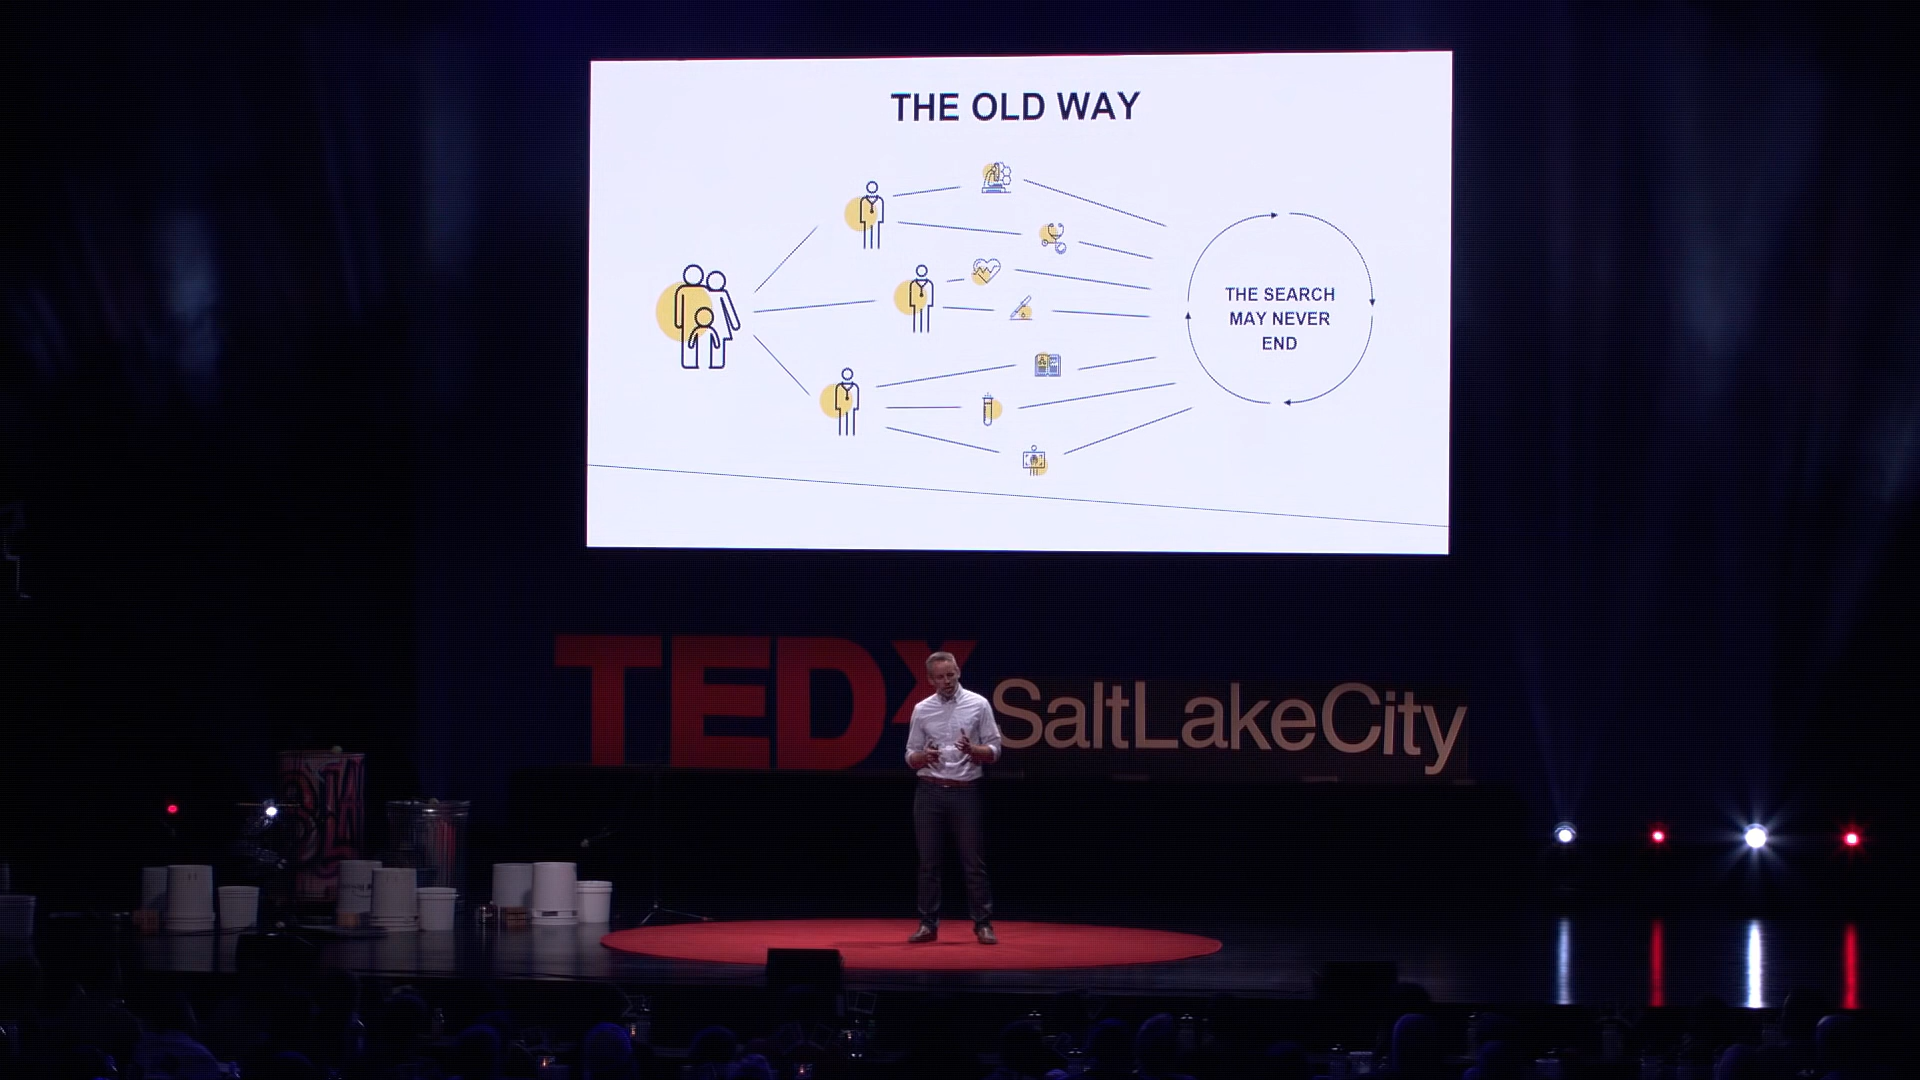 THE OLD WAY
THE SEARCH
MAY NEVER
END
TEDx
SaltLakeCity